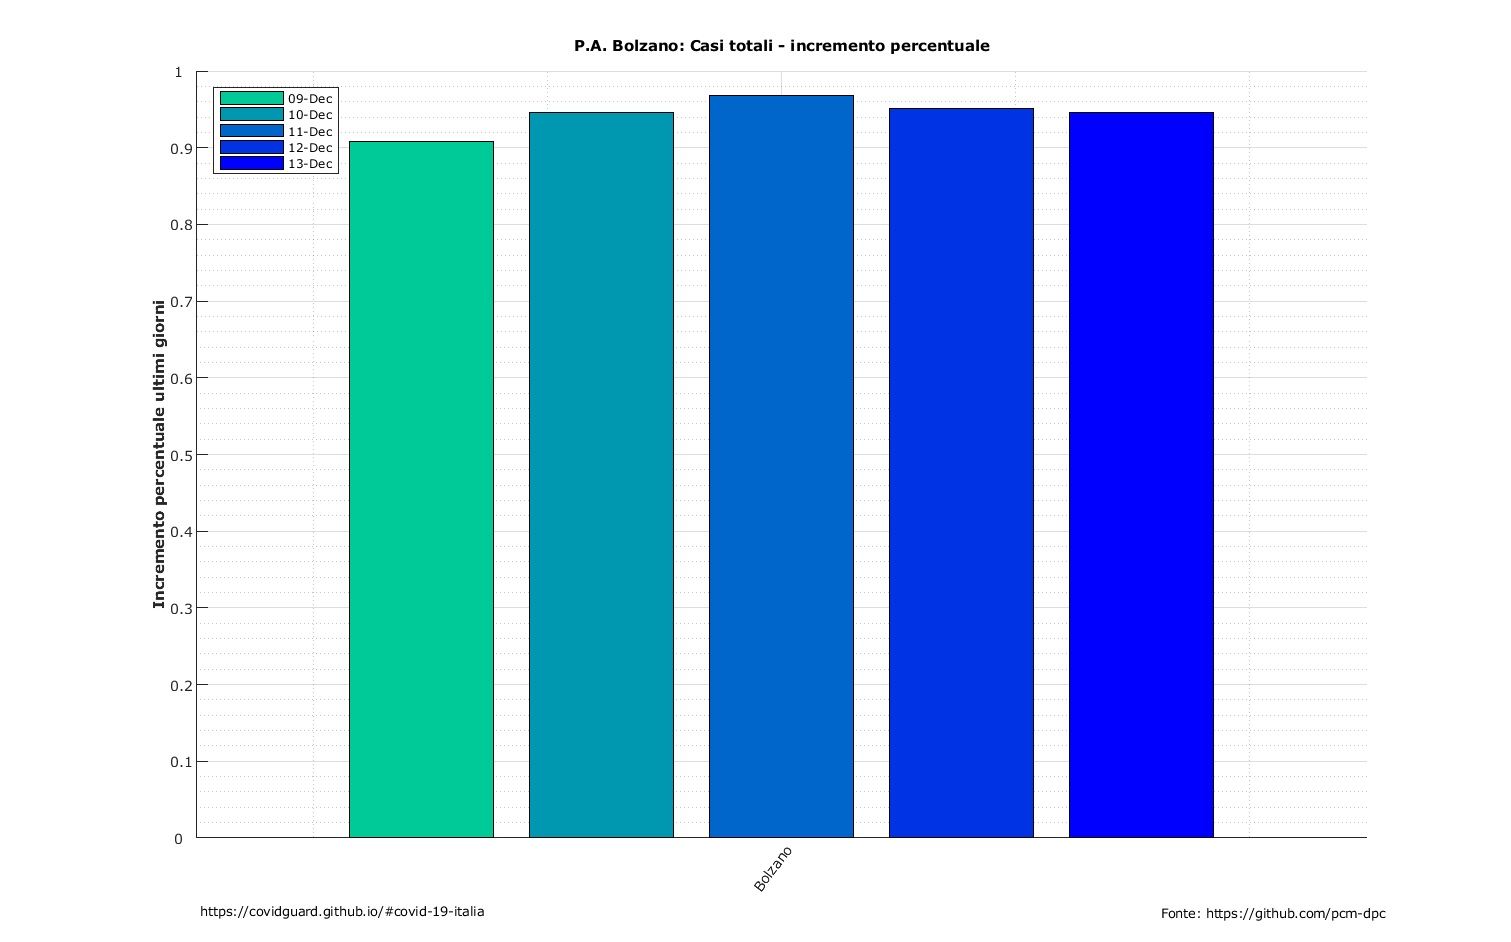 P.A. Bolzano: Casi totali - incremento percentuale
Incremento percentuale ultimi giorni
1
0.9
0.8
0.7
0.6
0.5
0.4
0.3
0.2
0.1
0
09-Dec
10-Dec
11-Dec
12-Dec
13-Dec
Bolzano
https://covidguard.github.io/#covid-19-italia
Fonte: https://github.com/pcm-dpc